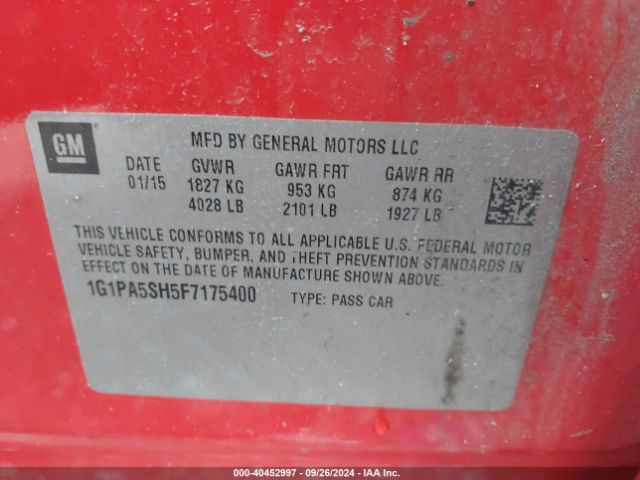 GM
MFD BY GENERAL MOTORS LLC
DATE GVWR GAWR FRT GAWR RR
01/15 1827 KG 953 KG 874 KG
4028 LB 2101 LB 1927 LB
THIS VEHICLE CONFORMS TO ALL APPLICABLE U.S. FEDERAL MOTOR
VEHICLE SAFETY, BUMPER, AND THEFT PREVENTION STANDARDS IN
EFFECT ON THE DATE OF MANUFACTURE SHOWN ABOVE.
1G1PA5SH5F7175400 TYPE: PASS CAR
000-40452997 - 09/26/2024 - IAA Inc.